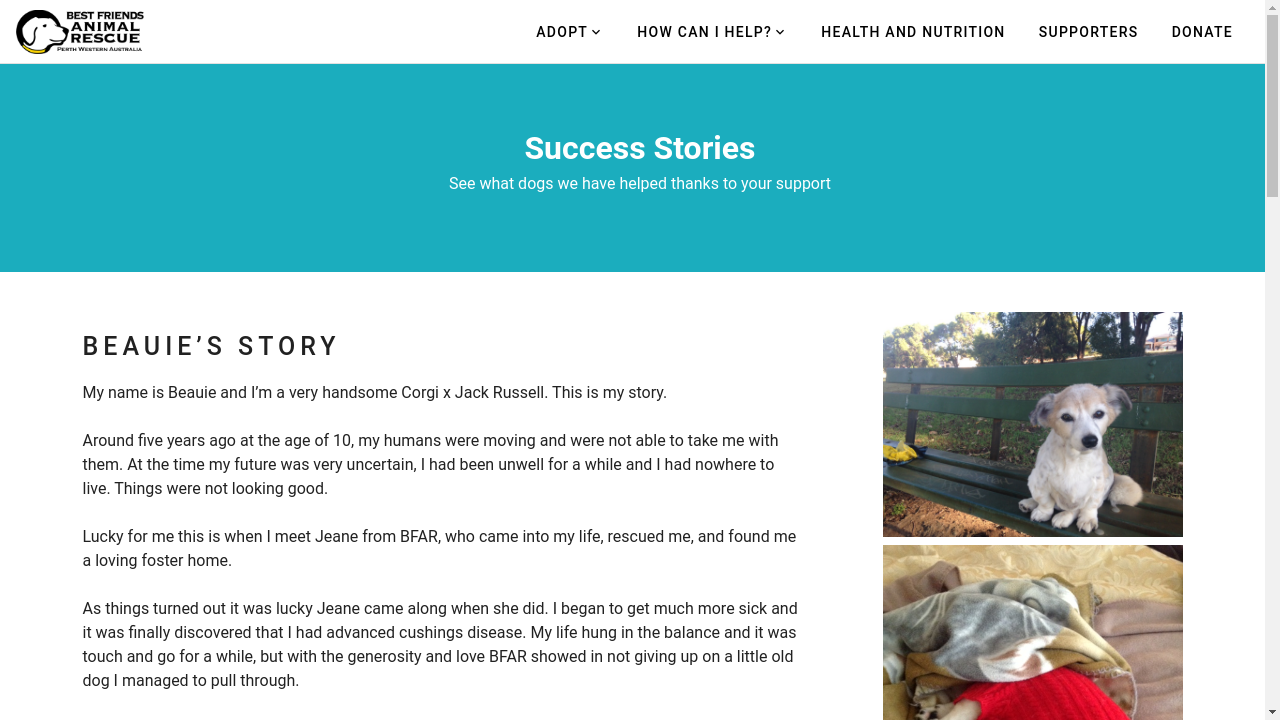 BEST FRIENDS
ANIMAL
RESCUE
PERTH WESTERN AUSTRALIA
ADOPT
HOW CAN I HELP?
HEALTH AND NUTRITION
SUPPORTERS
DONATE
Success Stories
See what dogs we have helped thanks to your support
BEAUIE’S STORY
My name is Beauie and I’m a very handsome Corgi x Jack Russell. This is my story.
Around five years ago at the age of 10, my humans were moving and were not able to take me with
them. At the time my future was very uncertain, I had been unwell for a while and I had nowhere to
live. Things were not looking good.
Lucky for me this is when I meet Jeane from BFAR, who came into my life, rescued me, and found me
a loving foster home.
As things turned out it was lucky Jeane came along when she did. I began to get much more sick and
it was finally discovered that I had advanced cushings disease. My life hung in the balance and it was
touch and go for a while, but with the generosity and love BFAR showed in not giving up on a little old
dog I managed to pull through.